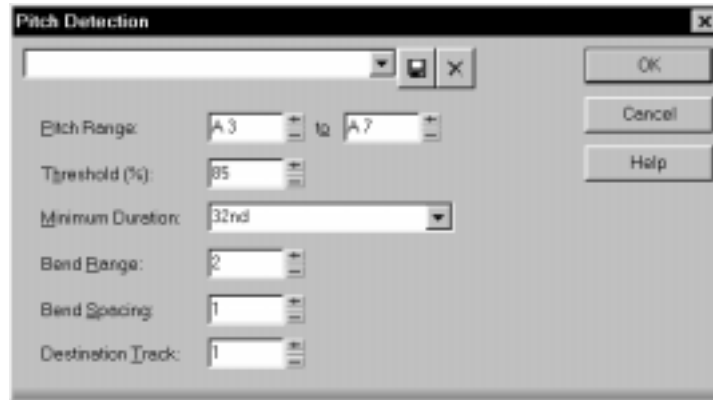 Pitch Detection
OK
Pitch Range: A 3 to A 7
Cancel
Threshold (%): 85
Help
Minimum Duration: 32nd
Bend Range: 2
Bend Spacing: 1
Destination Track: 1